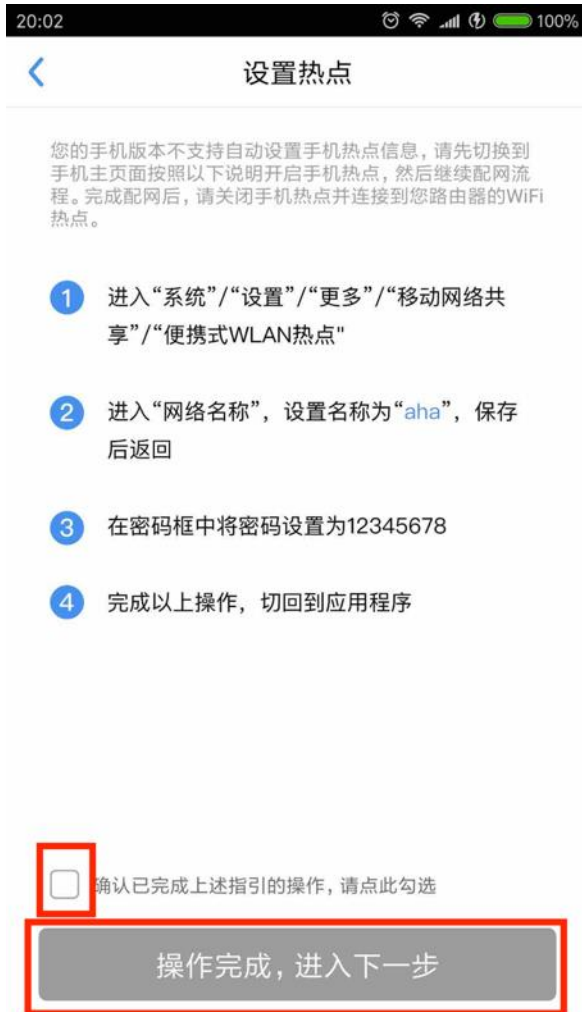 20:02
100%
设置热点
您的手机版本不支持自动设置手机热点信息，请先切换到
手机主页面按照以下说明开启手机热点，然后继续配网流
程。完成配网后，请关闭手机热点并连接到您路由器的WiFi
热点。
1 进入“系统”/“设置”/“更多”/“移动网络共
享”/“便携式WLAN热点"
2 进入“网络名称”，设置名称为“aha”，保存
后返回
3 在密码框中将密码设置为12345678
4 完成以上操作，切回到应用程序
确认已完成上述指引的操作，请点此勾选
操作完成，进入下一步